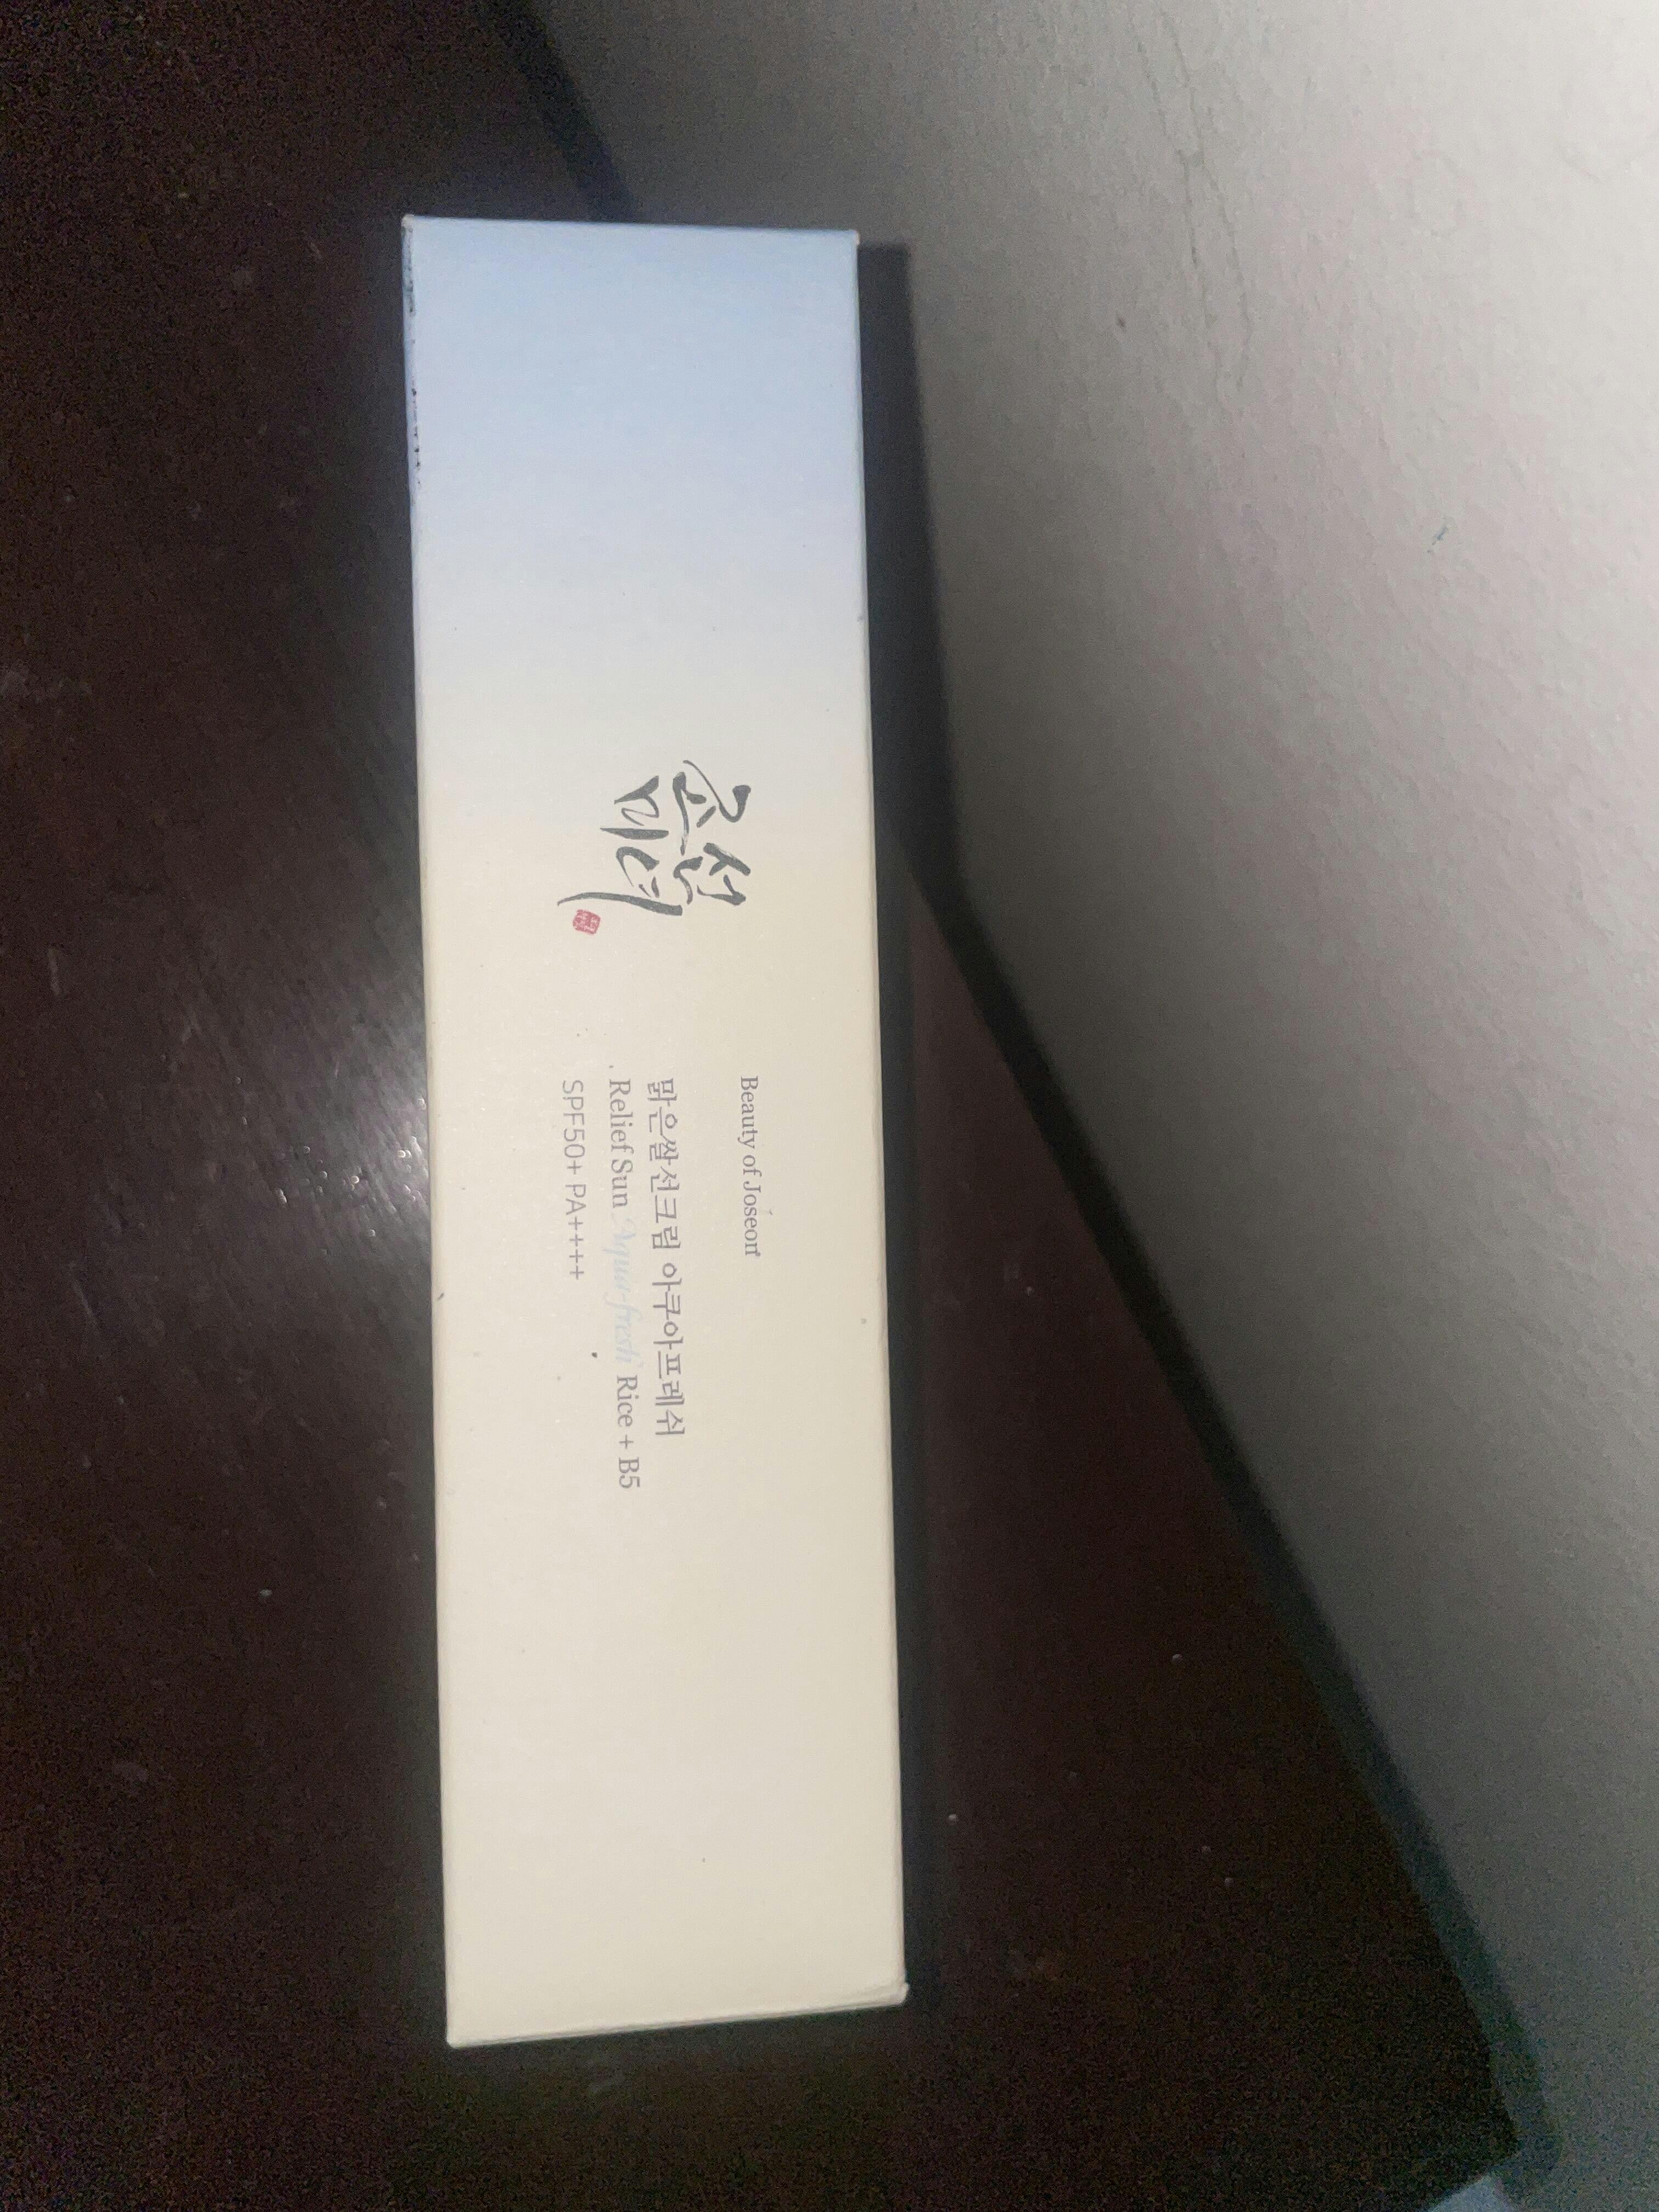 조선
미녀
Beauty of Joseon
맑은쌀선크림 아쿠아프레쉬
Relief Sun Aqua-fresh Rice + B5
SPF50+ PA++++